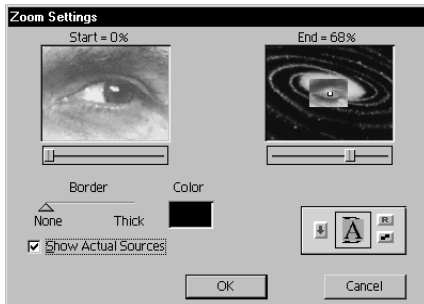 Zoom Settings
Start = 0% End = 68%
Border Color
None Thick
Show Actual Sources
A
R
OK Cancel